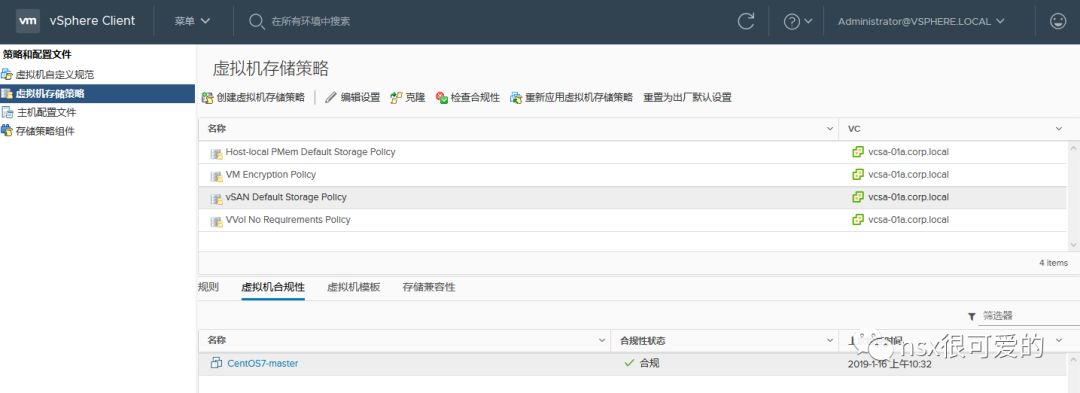 vm vSphere Client 菜单 在所有环境中搜索 Administrator@VSPHERE.LOCAL
策略和配置文件
虚拟机自定义规范
虚拟机存储策略
主机配置文件
存储策略组件
虚拟机存储策略
创建虚拟机存储策略 编辑设置 克隆 检查合规性 重新应用虚拟机存储策略 重置为出厂默认设置
名称 VC
Host-local PMem Default Storage Policy vcsa-01a.corp.local
VM Encryption Policy vcsa-01a.corp.local
vSAN Default Storage Policy vcsa-01a.corp.local
VVol No Requirements Policy vcsa-01a.corp.local
4 items
规则 虚拟机合规性 虚拟机模板 存储兼容性
筛选器
名称 合规性状态 上 时间
CentOS7-master 合规 2019-1-16 上午10:32
nsx很可爱的